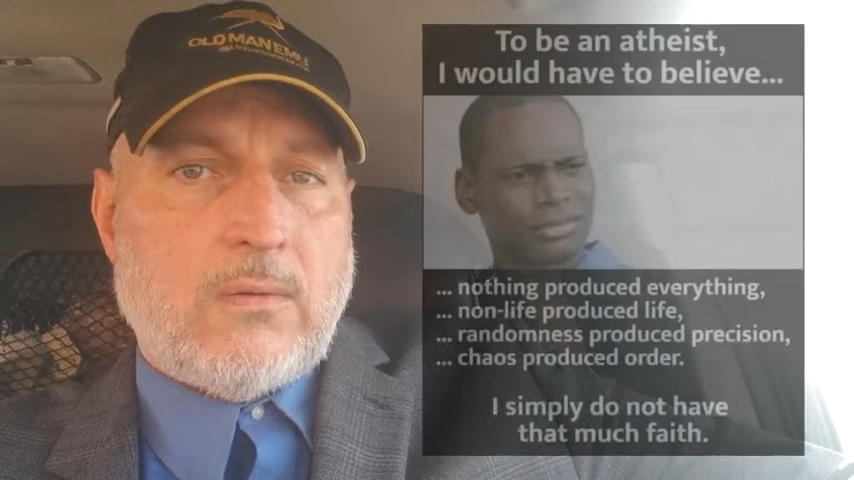 OLD MAN EMU
To be an atheist,
I would have to believe...
... nothing produced everything,
... non-life produced life,
... randomness produced precision,
... chaos produced order.
I simply do not have
that much faith.